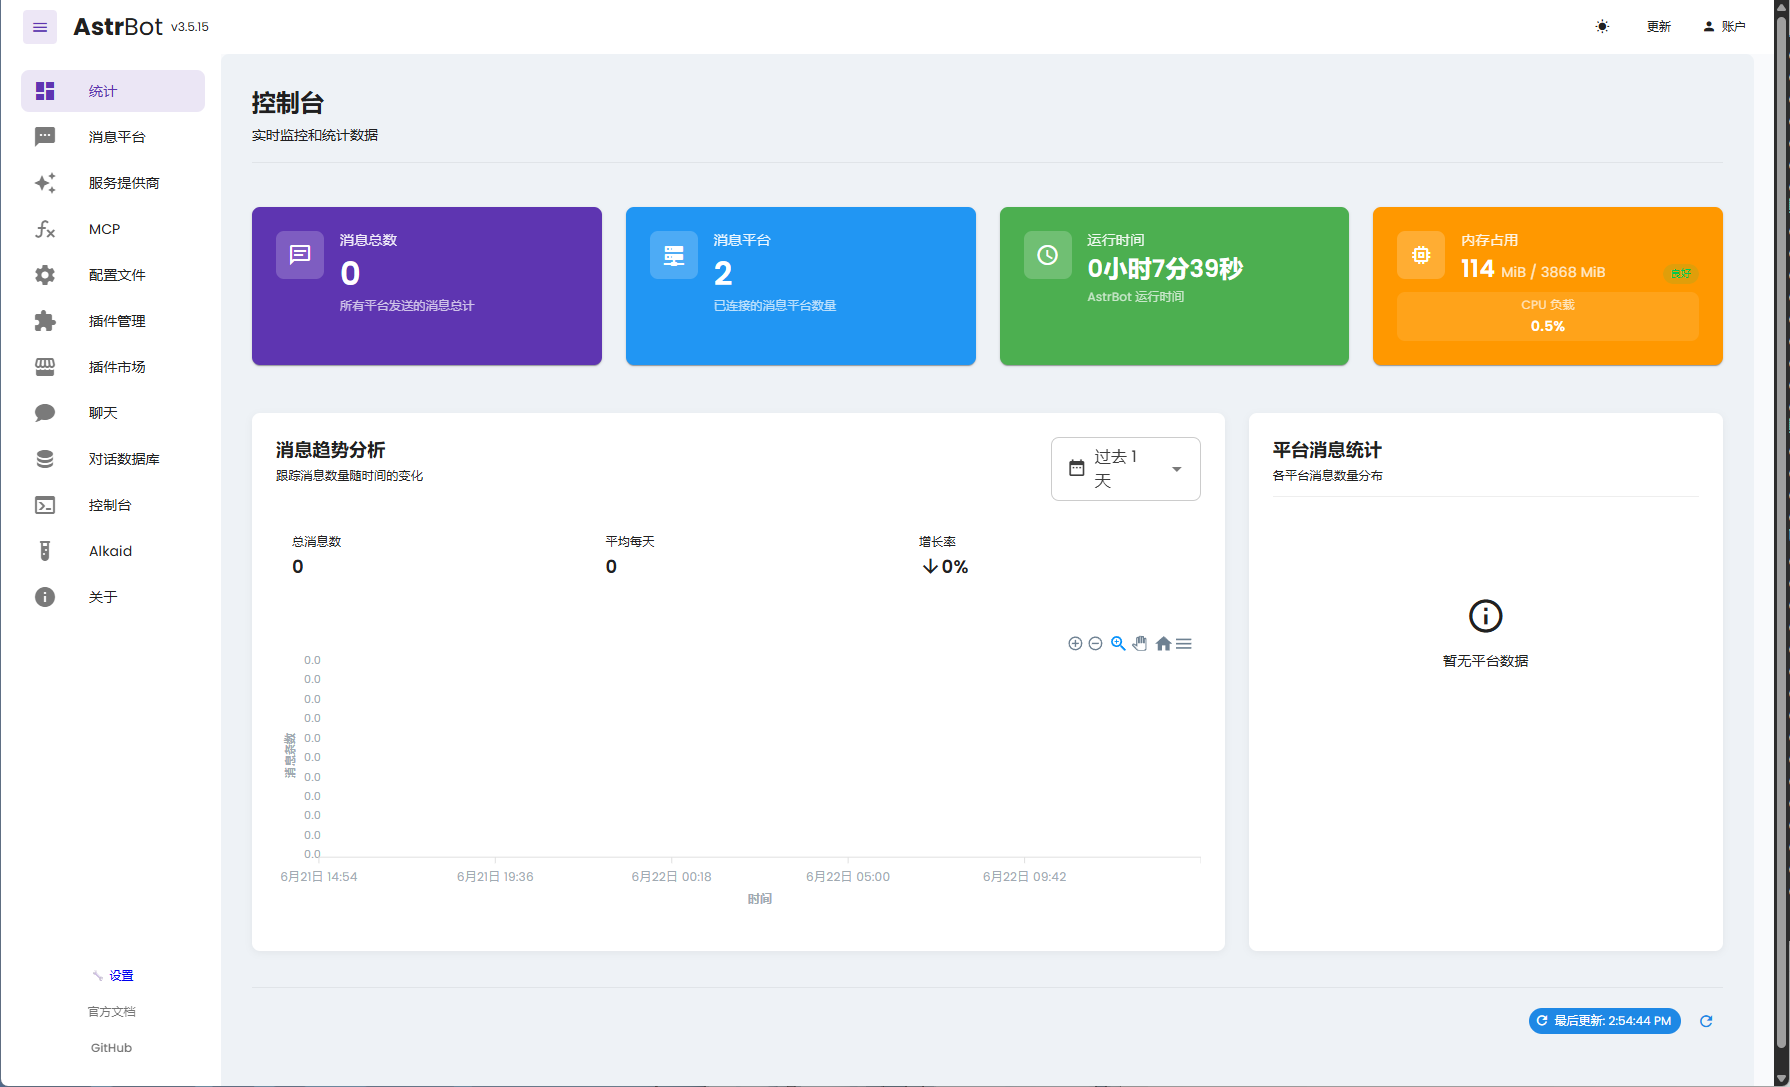 AstrBot v3.5.15
更新
账户
统计
消息平台
服务提供商
MCP
配置文件
插件管理
插件市场
聊天
对话数据库
控制台
Alkaid
关于
设置
官方文档
GitHub
控制台
实时监控和统计数据
消息总数
0
所有平台发送的消息总计
消息平台
2
已连接的消息平台数量
运行时间
0小时7分39秒
AstrBot 运行时间
内存占用
114 MiB / 3868 MiB
良好
CPU 负载
0.5%
消息趋势分析
跟踪消息数量随时间的变化
过去 1
天
总消息数
0
平均每天
0
增长率
0%
消息条数
0.0
0.0
0.0
0.0
0.0
0.0
0.0
0.0
0.0
0.0
0.0
6月21日 14:54
6月21日 19:36
6月22日 00:18
6月22日 05:00
6月22日 09:42
时间
平台消息统计
各平台消息数量分布
暂无平台数据
最后更新: 2:54:44 PM